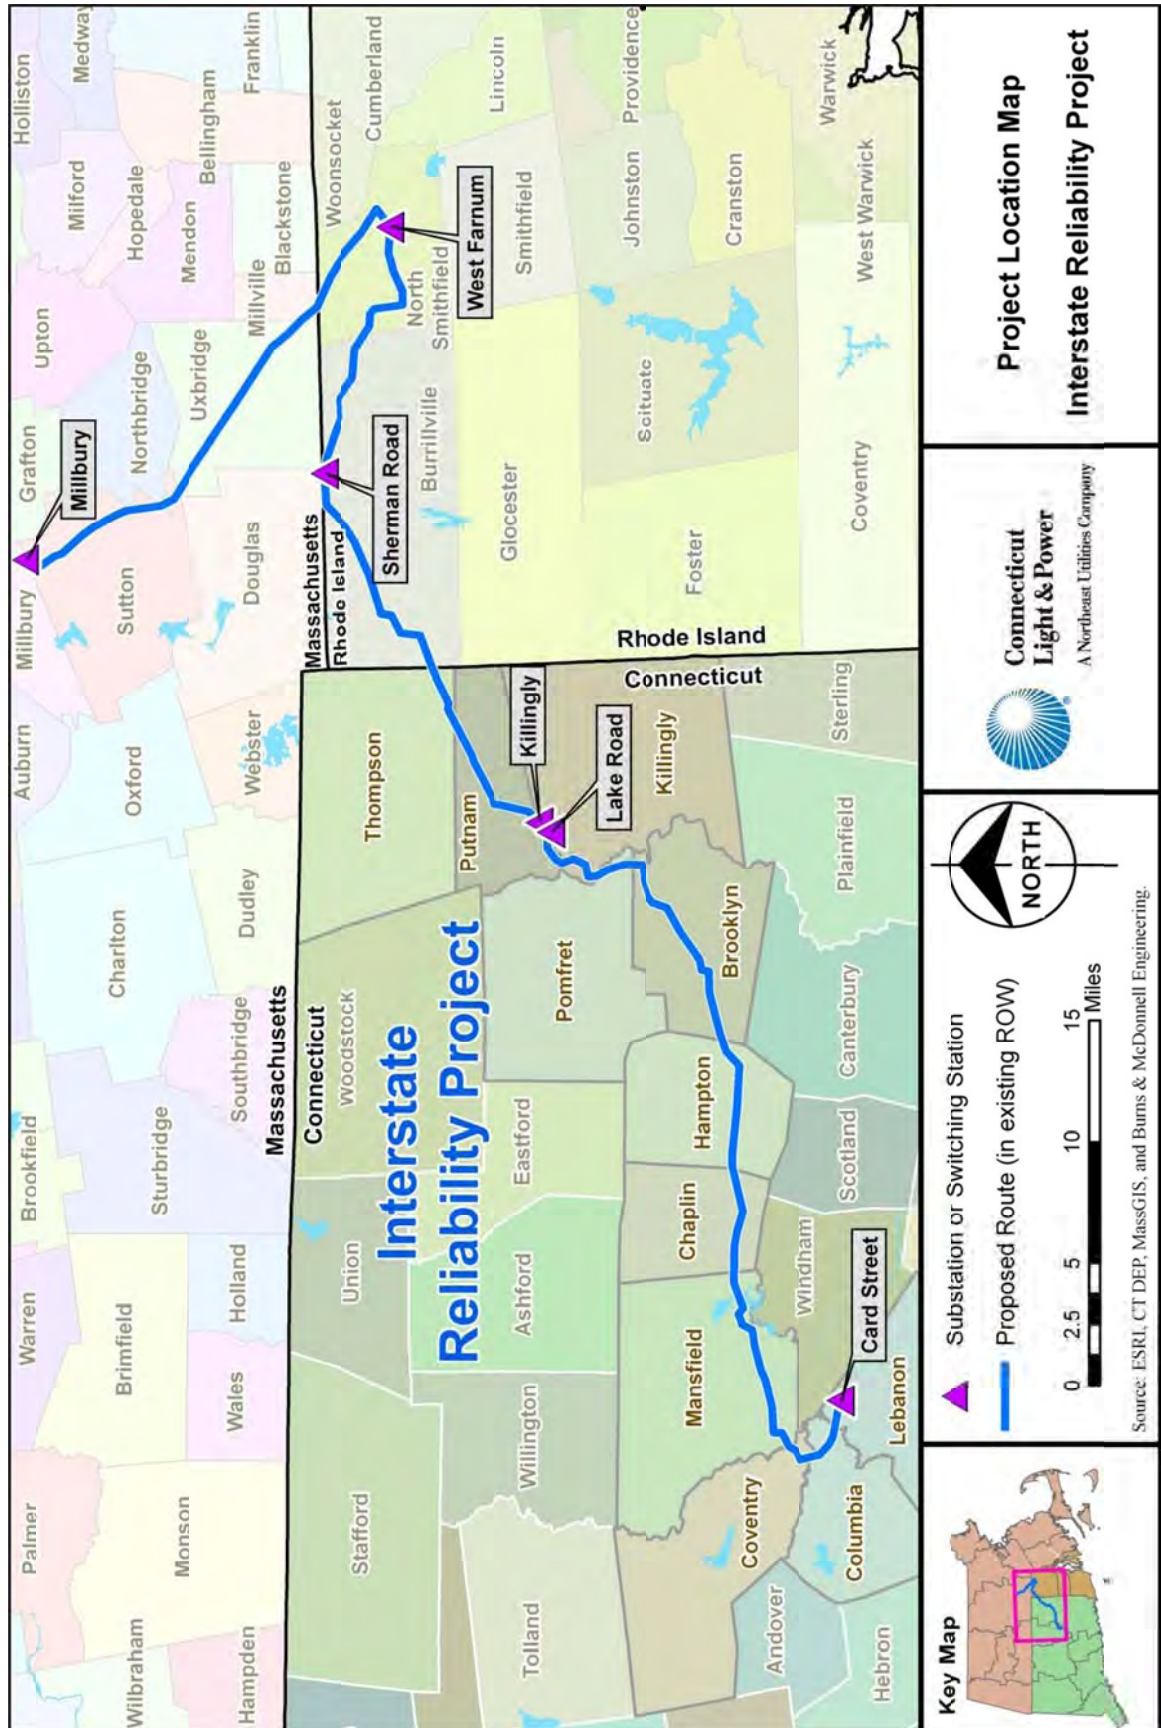 Palmer
Warren
Brookfield
Auburn
Millbury
Grafton
Upton
Milford
Medway
Holliston
Millbury
Wilbraham
Monson
Brimfield
Sturbridge
Charlton
Oxford
Sutton
Northbridge
Hopedale
Mendon
Bellingham
Franklin
Hampden
Wales
Holland
Southbridge
Dudley
Webster
Douglas
Uxbridge
Millville
Blackstone
Massachusetts
Connecticut
Massachusetts
Rhode Island
Interstate
Reliability Project
Stafford
Union
Woodstock
Thompson
Sherman Road
Burrillville
North
Smithfield
West Farnum
Woonsocket
Cumberland
Lincoln
Tolland
Willington
Ashford
Eastford
Pomfret
Putnam
Killingly
Lake Road
Killingly
Glocester
Smithfield
Rhode Island
Connecticut
Coventry
Mansfield
Chaplin
Hampton
Brooklyn
Foster
Scituate
Johnston
Providence
Cranston
Andover
Columbia
Windham
Scotland
Canterbury
Plainfield
Sterling
Coventry
West Warwick
Warwick
Hebron
Lebanon
Card Street
Key Map
Substation or Switching Station
Proposed Route (in existing ROW)
0 2.5 5 10 15
Miles
NORTH
Source: ESRI, CT DEP, MassGIS, and Burns & McDonnell Engineering.
Connecticut
Light & Power
A Northeast Utilities Company
®
Project Location Map
Interstate Reliability Project